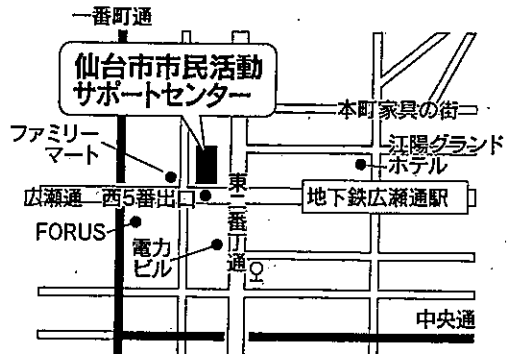 一番町通
仙台市市民活動
サポートセンター
本町家具の街
ファミリー
マート
江陽グランド
ホテル
広瀬通
西5番出口
東二番丁通
地下鉄広瀬通駅
FORUS
電力
ビル
中央通